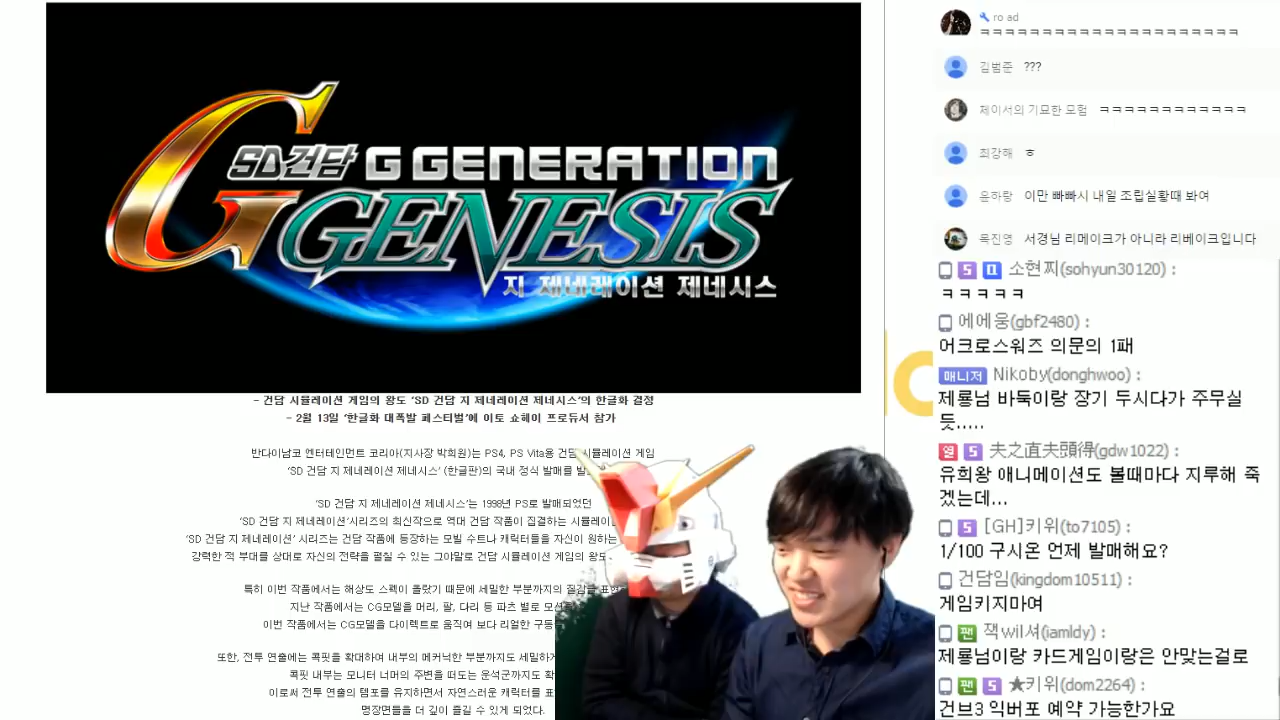 SD건담 G GENERATION
GENESIS
지 제네레이션 제네시스
- 건담 시뮬레이션 게임의 왕도 'SD 건담 지 제네레이션 제네시스'의 한글화 결정
- 2월 13일 '한글화 대폭발 페스티벌'에 이토 쇼헤이 프로듀서 참가
반다이남코 엔터테인먼트 코리아(지사장 박희원)는 PS4, PS Vita용 건담 시뮬레이션 게임
'SD 건담 지 제네레이션 제네시스' (한글판)의 국내 정식 발매를
'SD 건담 지 제네레이션 제네시스'는 1998년 PS로 발매되었던
'SD 건담 지 제네레이션'시리즈의 최신작으로 역대 건담 작품이 집결하는
'SD 건담 지 제네레이션' 시리즈는 건담 작품에 등장하는 모빌 수트나 캐릭터들을 자신이 원하는
강력한 적 부대를 상대로 자신의 전략을 펼칠 수 있는 그야말로 건담 시뮬레이션 게임의
특히 이번 작품에서는 해상도 스펙이 올랐기 때문에 세밀한 부분까지의 질감을
지난 작품에서는 CG모델을 머리, 팔, 다리 등 파츠 별로
이번 작품에서는 CG모델을 다이렉트로 움직여 보다 리얼한
또한, 전투 연출에는 콕핏을 확대하여 내부의 메커닉한 부분까지도
콕핏 내부는 모니터 너머의 주변을 떠도는 운석군까지도
이로써 전투 연출의 템포를 유지하면서 자연스러운 캐릭터를
명장면들을 더 깊이 즐길 수 있게 되었다.
ro ad
ㅋㅋㅋㅋㅋㅋㅋㅋㅋㅋㅋㅋㅋㅋㅋㅋㅋㅋㅋㅋㅋ
김범준 ???
제이서의 기묘한 모험 ㅋㅋㅋㅋㅋㅋㅋㅋㅋㅋㅋㅋ
최강해 ㅎ
윤하랑 이만 빠빠시 내일 조립실황때 봐여
옥진영 서경님 리메이크가 아니라 리베이크입니다
S 소현찌(sohyun30120) :
ㅋㅋㅋㅋㅋ
에에웅(gbf2480) :
어크로스워즈 의문의 1패
매니저 Nikoby(donghwoo) :
제룡님 바둑이랑 장기 두시다가 주무실
듯.....
열 S 夫之直夫頭得(gdw1022) :
유희왕 애니메이션도 볼때마다 지루해 죽
겠는데...
S [GH]키위(to7105) :
1/100 구시온 언제 발매해요?
건담임(kingdom10511) :
게임키지마여
팬 잭wil셔(iamldy) :
제룡님이랑 카드게임이랑은 안맞는걸로
팬 S ★키위(dom2264) :
건브3 익버포 예약 가능한가요